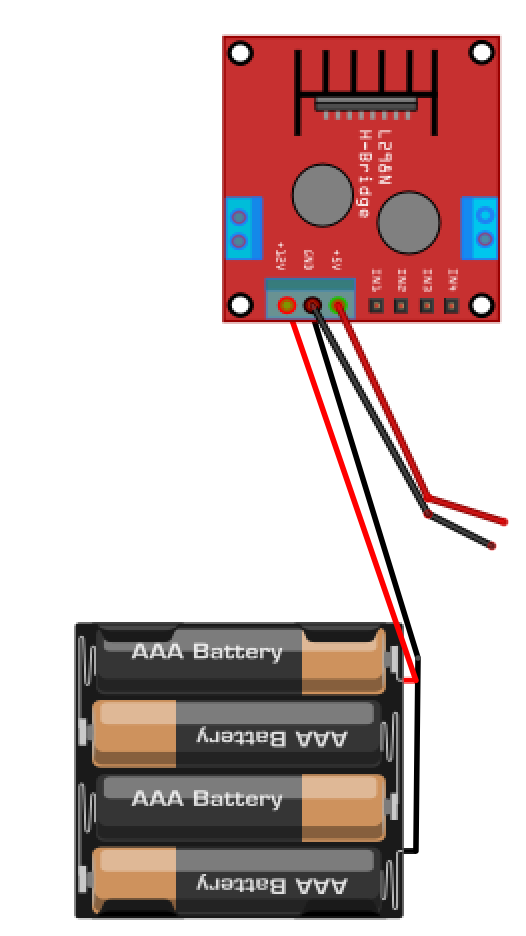 L298N
H-Bridge
+12V
GND
+5V
IN1
IN2
IN3
IN4
AAA Battery
AAA Battery
AAA Battery
AAA Battery